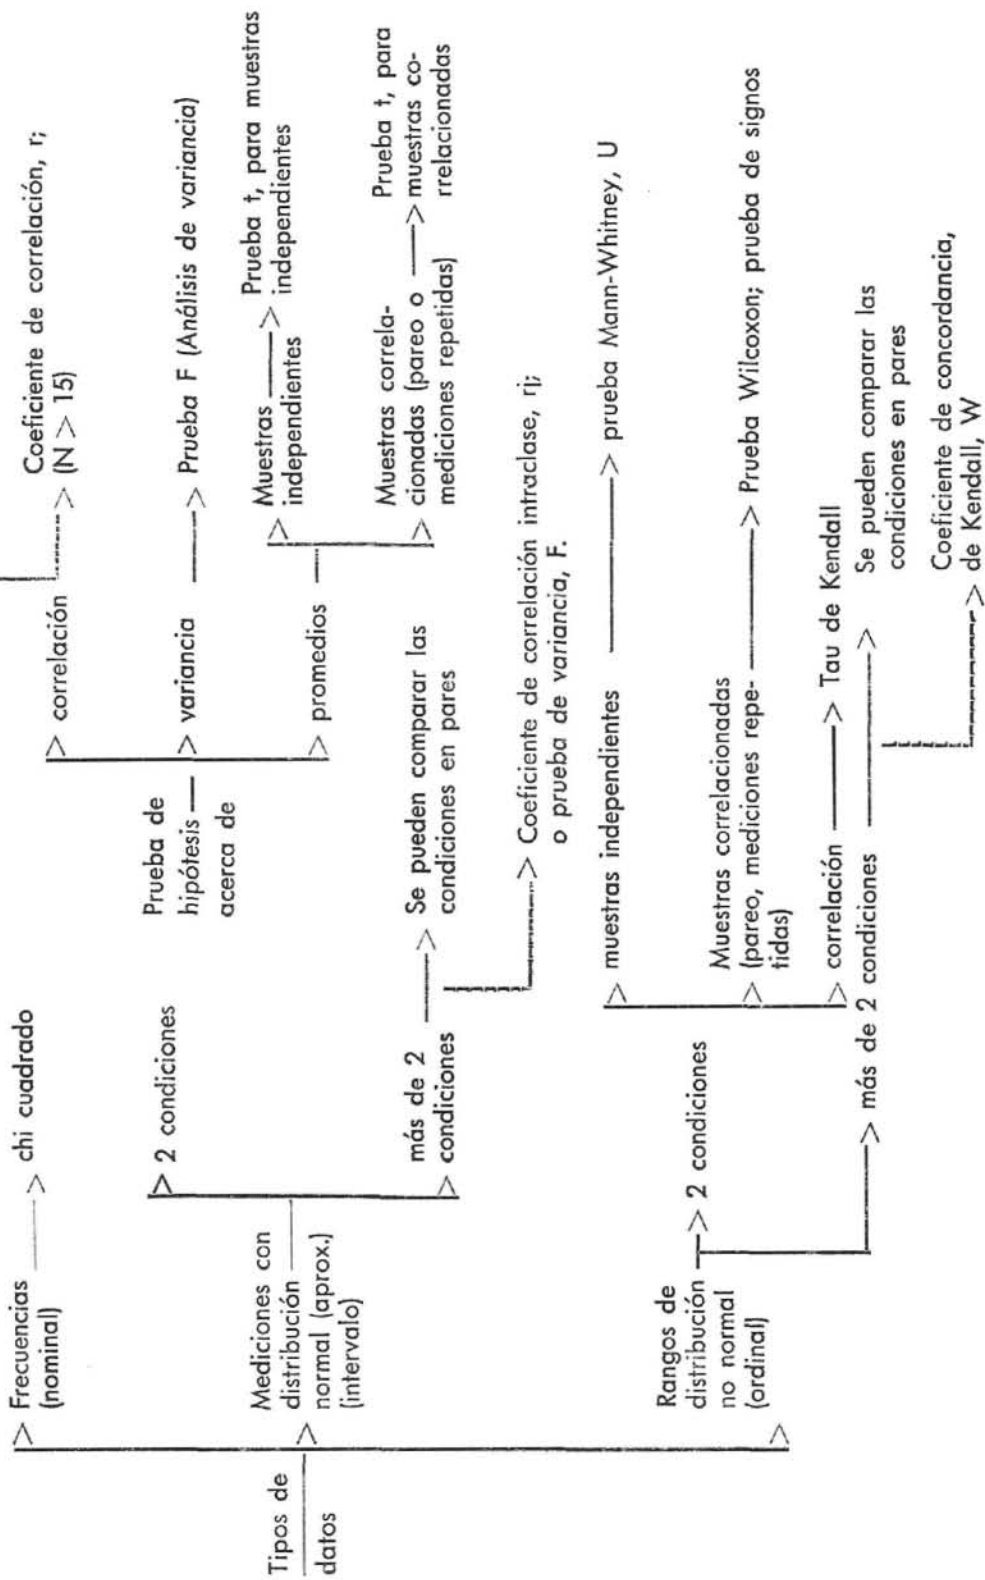 Tipos de
datos
Frecuencias
(nominal)
chi cuadrado
Mediciones con
distribución
normal (aprox.)
(intervalo)
2 condiciones
Prueba de
hipótesis
acerca de
correlación
Coeficiente de correlación, r;
(N > 15)
variancia
Prueba F (Análisis de variancia)
promedios
Muestras
independientes
Prueba t, para muestras
independientes
Muestras correla-
cionadas (pareo o
mediciones repetidas)
Prueba t, para
muestras co-
rrelacionadas
más de 2
condiciones
Se pueden comparar las
condiciones en pares
Coeficiente de correlación intraclase, rj;
o prueba de variancia, F.
Rangos de
distribución
no normal
(ordinal)
2 condiciones
muestras independientes
prueba Mann-Whitney, U
Muestras correlacionadas
(pareo, mediciones repe-
tidas)
Prueba Wilcoxon; prueba de signos
correlación
Tau de Kendall
más de 2 condiciones
Se pueden comparar las
condiciones en pares
Coeficiente de concordancia,
de Kendall, W